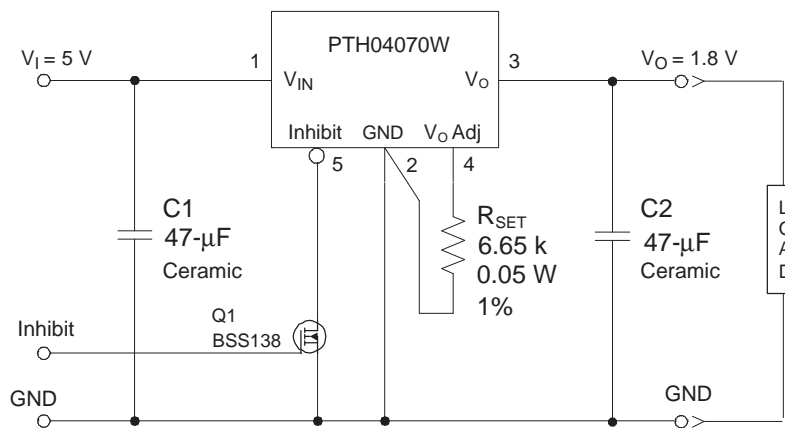 PTH04070W
V_I = 5 V
1
3
V_O = 1.8 V
V_IN
V_O
Inhibit
GND
V_O Adj
5
2
4
C1
47-μF
Ceramic
R_SET
6.65 k
0.05 W
1%
C2
47-μF
Ceramic
L
O
A
D
Q1
BSS138
Inhibit
GND
GND